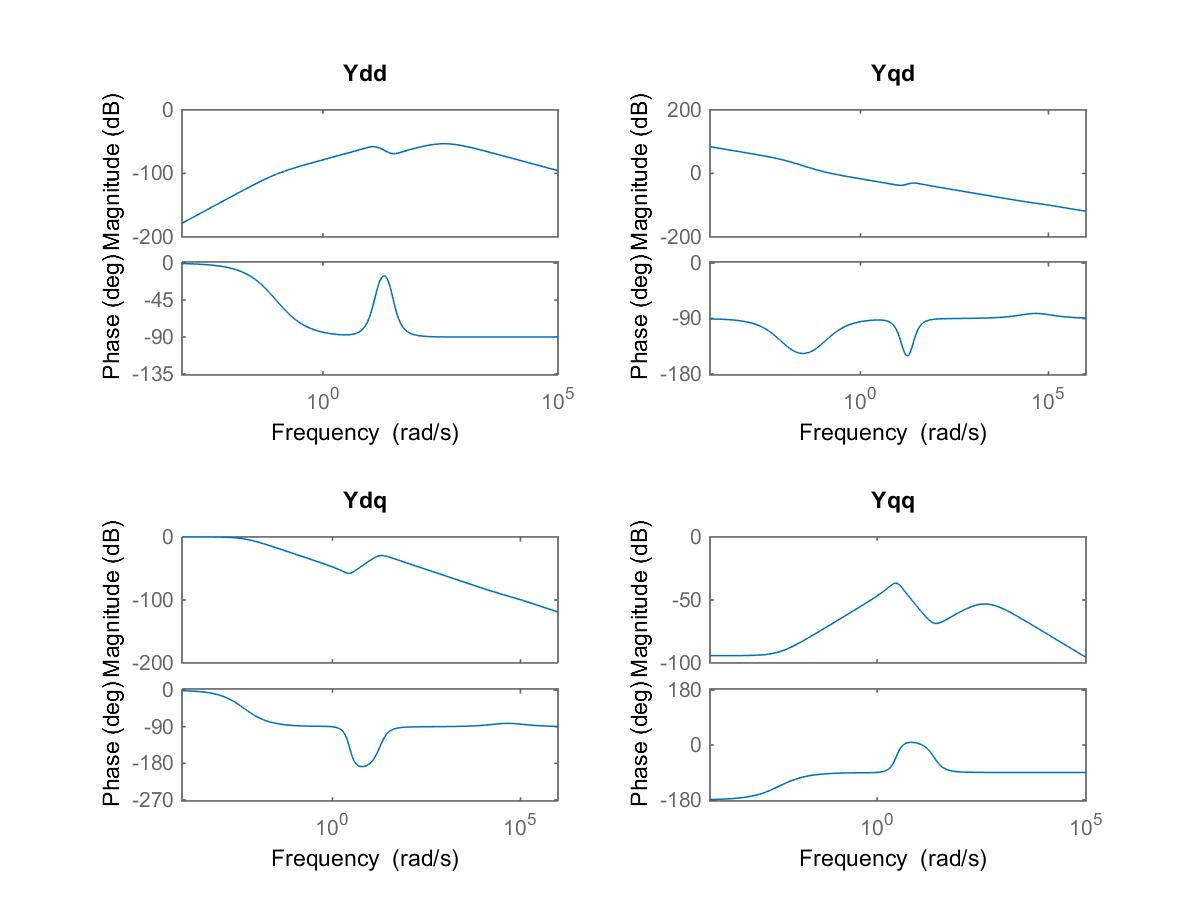 Ydd
Magnitude (dB)
0
-100
-200
Phase (deg)
0
-45
-90
-135
10^0
10^5
Frequency (rad/s)
Yqd
Magnitude (dB)
200
0
-200
Phase (deg)
0
-90
-180
10^0
10^5
Frequency (rad/s)
Ydq
Magnitude (dB)
0
-100
-200
Phase (deg)
0
-90
-180
-270
10^0
10^5
Frequency (rad/s)
Yqq
Magnitude (dB)
0
-50
-100
Phase (deg)
180
0
-180
10^0
10^5
Frequency (rad/s)